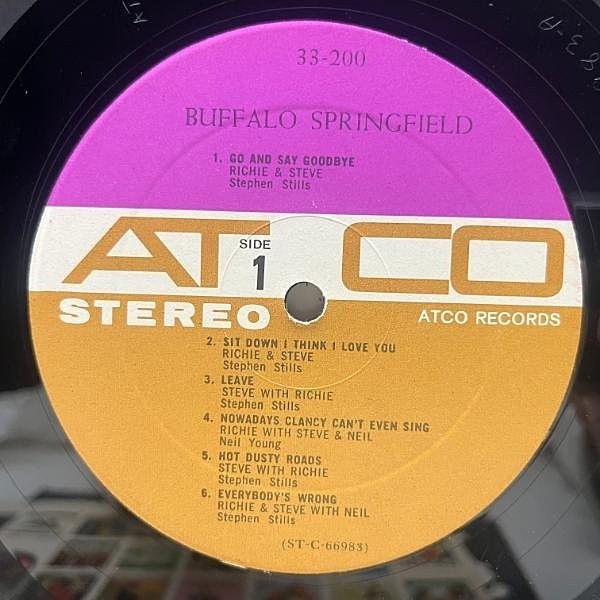 33-200
BUFFALO SPRINGFIELD
1. GO AND SAY GOODBYE
RICHIE & STEVE
Stephen Stills
ATCO
SIDE
1
STEREO
ATCO RECORDS
2. SIT DOWN I THINK I LOVE YOU
RICHIE & STEVE
Stephen Stills
3. LEAVE
STEVE WITH RICHIE
Stephen Stills
4. NOWADAYS CLANCY CAN'T EVEN SING
RICHIE WITH STEVE & NEIL
Neil Young
5. HOT DUSTY ROADS
STEVE WITH RICHIE
Stephen Stills
6. EVERYBODY'S WRONG
RICHIE & STEVE WITH NEIL
Stephen Stills
(ST-C-66983)